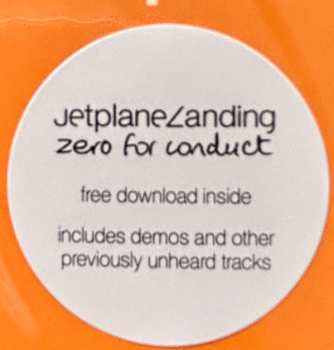 JetplaneLanding
zero for conduct
free download inside
includes demos and other
previously unheard tracks